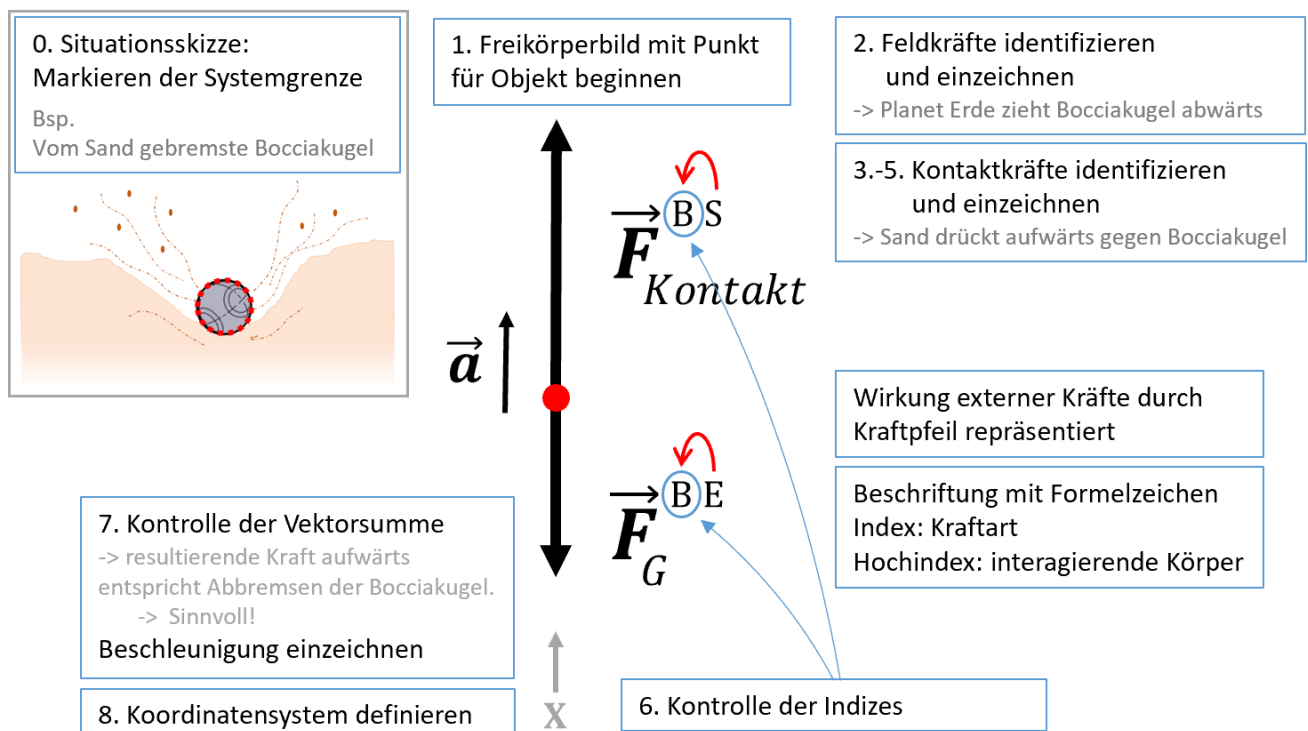 0. Situationsskizze:
Markieren der Systemgrenze
Bsp.
Vom Sand gebremste Bocciakugel
1. Freikörperbild mit Punkt
für Objekt beginnen
2. Feldkräfte identifizieren
und einzeichnen
-> Planet Erde zieht Bocciakugel abwärts
3.-5. Kontaktkräfte identifizieren
und einzeichnen
-> Sand drückt aufwärts gegen Bocciakugel
F BS Kontakt
a
Wirkung externer Kräfte durch
Kraftpfeil repräsentiert
F BE G
Beschriftung mit Formelzeichen
Index: Kraftart
Hochindex: interagierende Körper
7. Kontrolle der Vektorsumme
-> resultierende Kraft aufwärts
entspricht Abbremsen der Bocciakugel.
-> Sinnvoll!
Beschleunigung einzeichnen
8. Koordinatensystem definieren
x
6. Kontrolle der Indizes